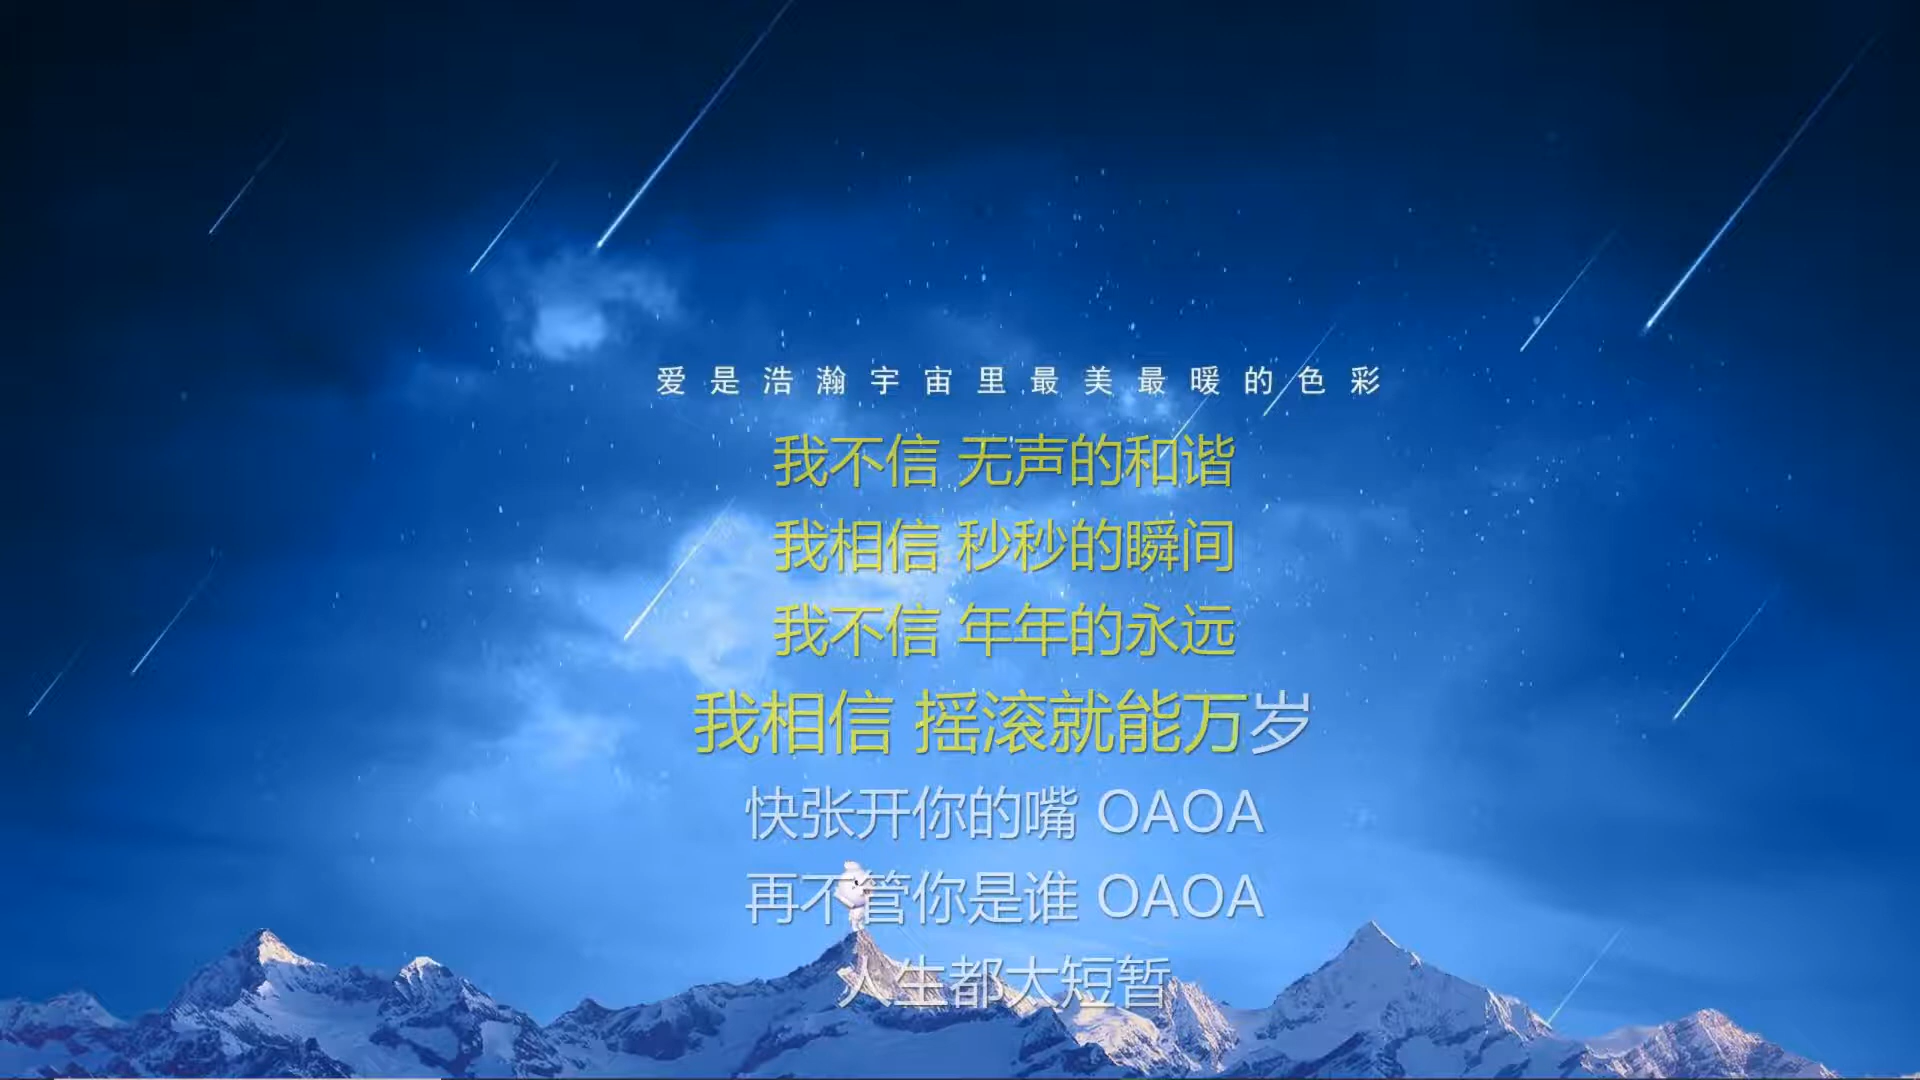 爱是浩瀚宇宙里最美最暖的色彩
我不信 无声的和谐
我相信 秒秒的瞬间
我不信 年年的永远
我相信 摇滚就能万岁
快张开你的嘴 OAOA
再不管你是谁 OAOA
人生都太短暂